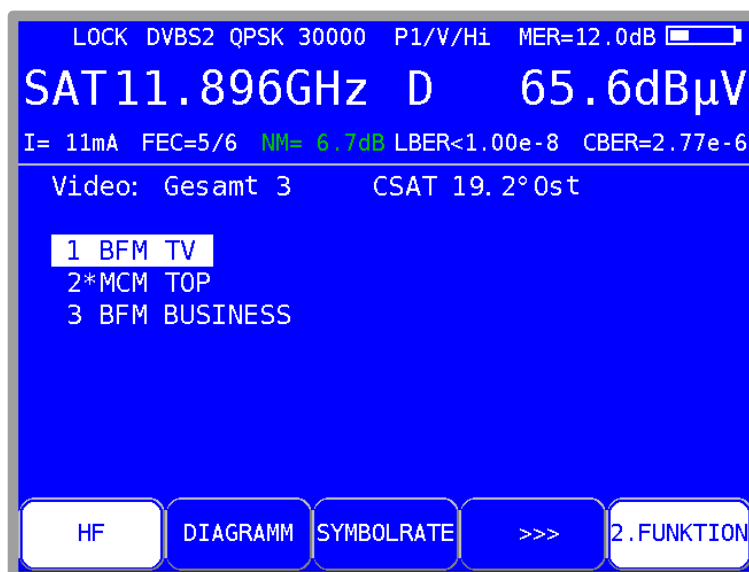 LOCK DVBS2 QPSK 30000 P1/V/Hi MER=12.0dB
SAT11.896GHz D 65.6dBµV
I= 11mA FEC=5/6 NM= 6.7dB LBER<1.00e-8 CBER=2.77e-6
Video: Gesamt 3 CSAT 19.2°Ost
1 BFM TV
2*MCM TOP
3 BFM BUSINESS
HF DIAGRAMM SYMBOLRATE >>> 2.FUNKTION